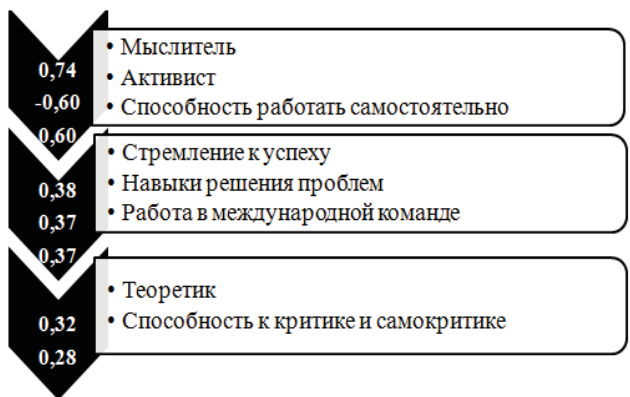 0,74
-0,60
0,60
• Мыслитель
• Активист
• Способность работать самостоятельно
0,38
0,37
0,37
• Стремление к успеху
• Навыки решения проблем
• Работа в международной команде
0,32
0,28
• Теоретик
• Способность к критике и самокритике